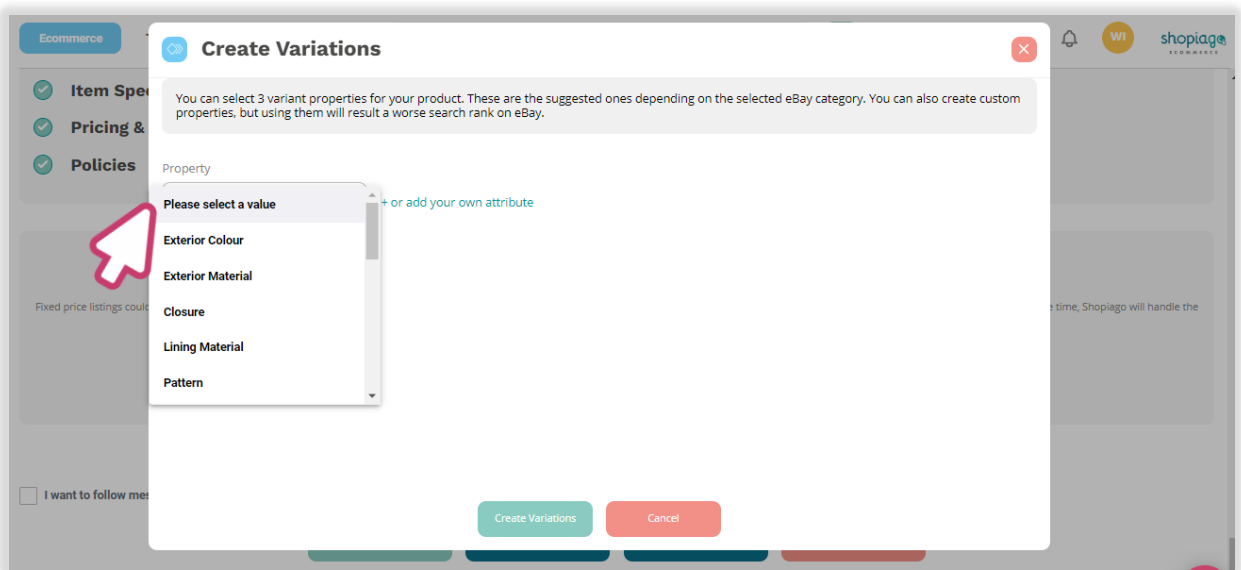 Ecommerce
WI
shopiago
ECOMMERCE
Create Variations
Item Spe
Pricing &
Policies
You can select 3 variant properties for your product. These are the suggested ones depending on the selected eBay category. You can also create custom
properties, but using them will result a worse search rank on eBay.
Property
Please select a value
+ or add your own attribute
Exterior Colour
Exterior Material
Closure
Lining Material
Pattern
Fixed price listings could
e time, Shopiago will handle the
I want to follow mes
Create Variations
Cancel